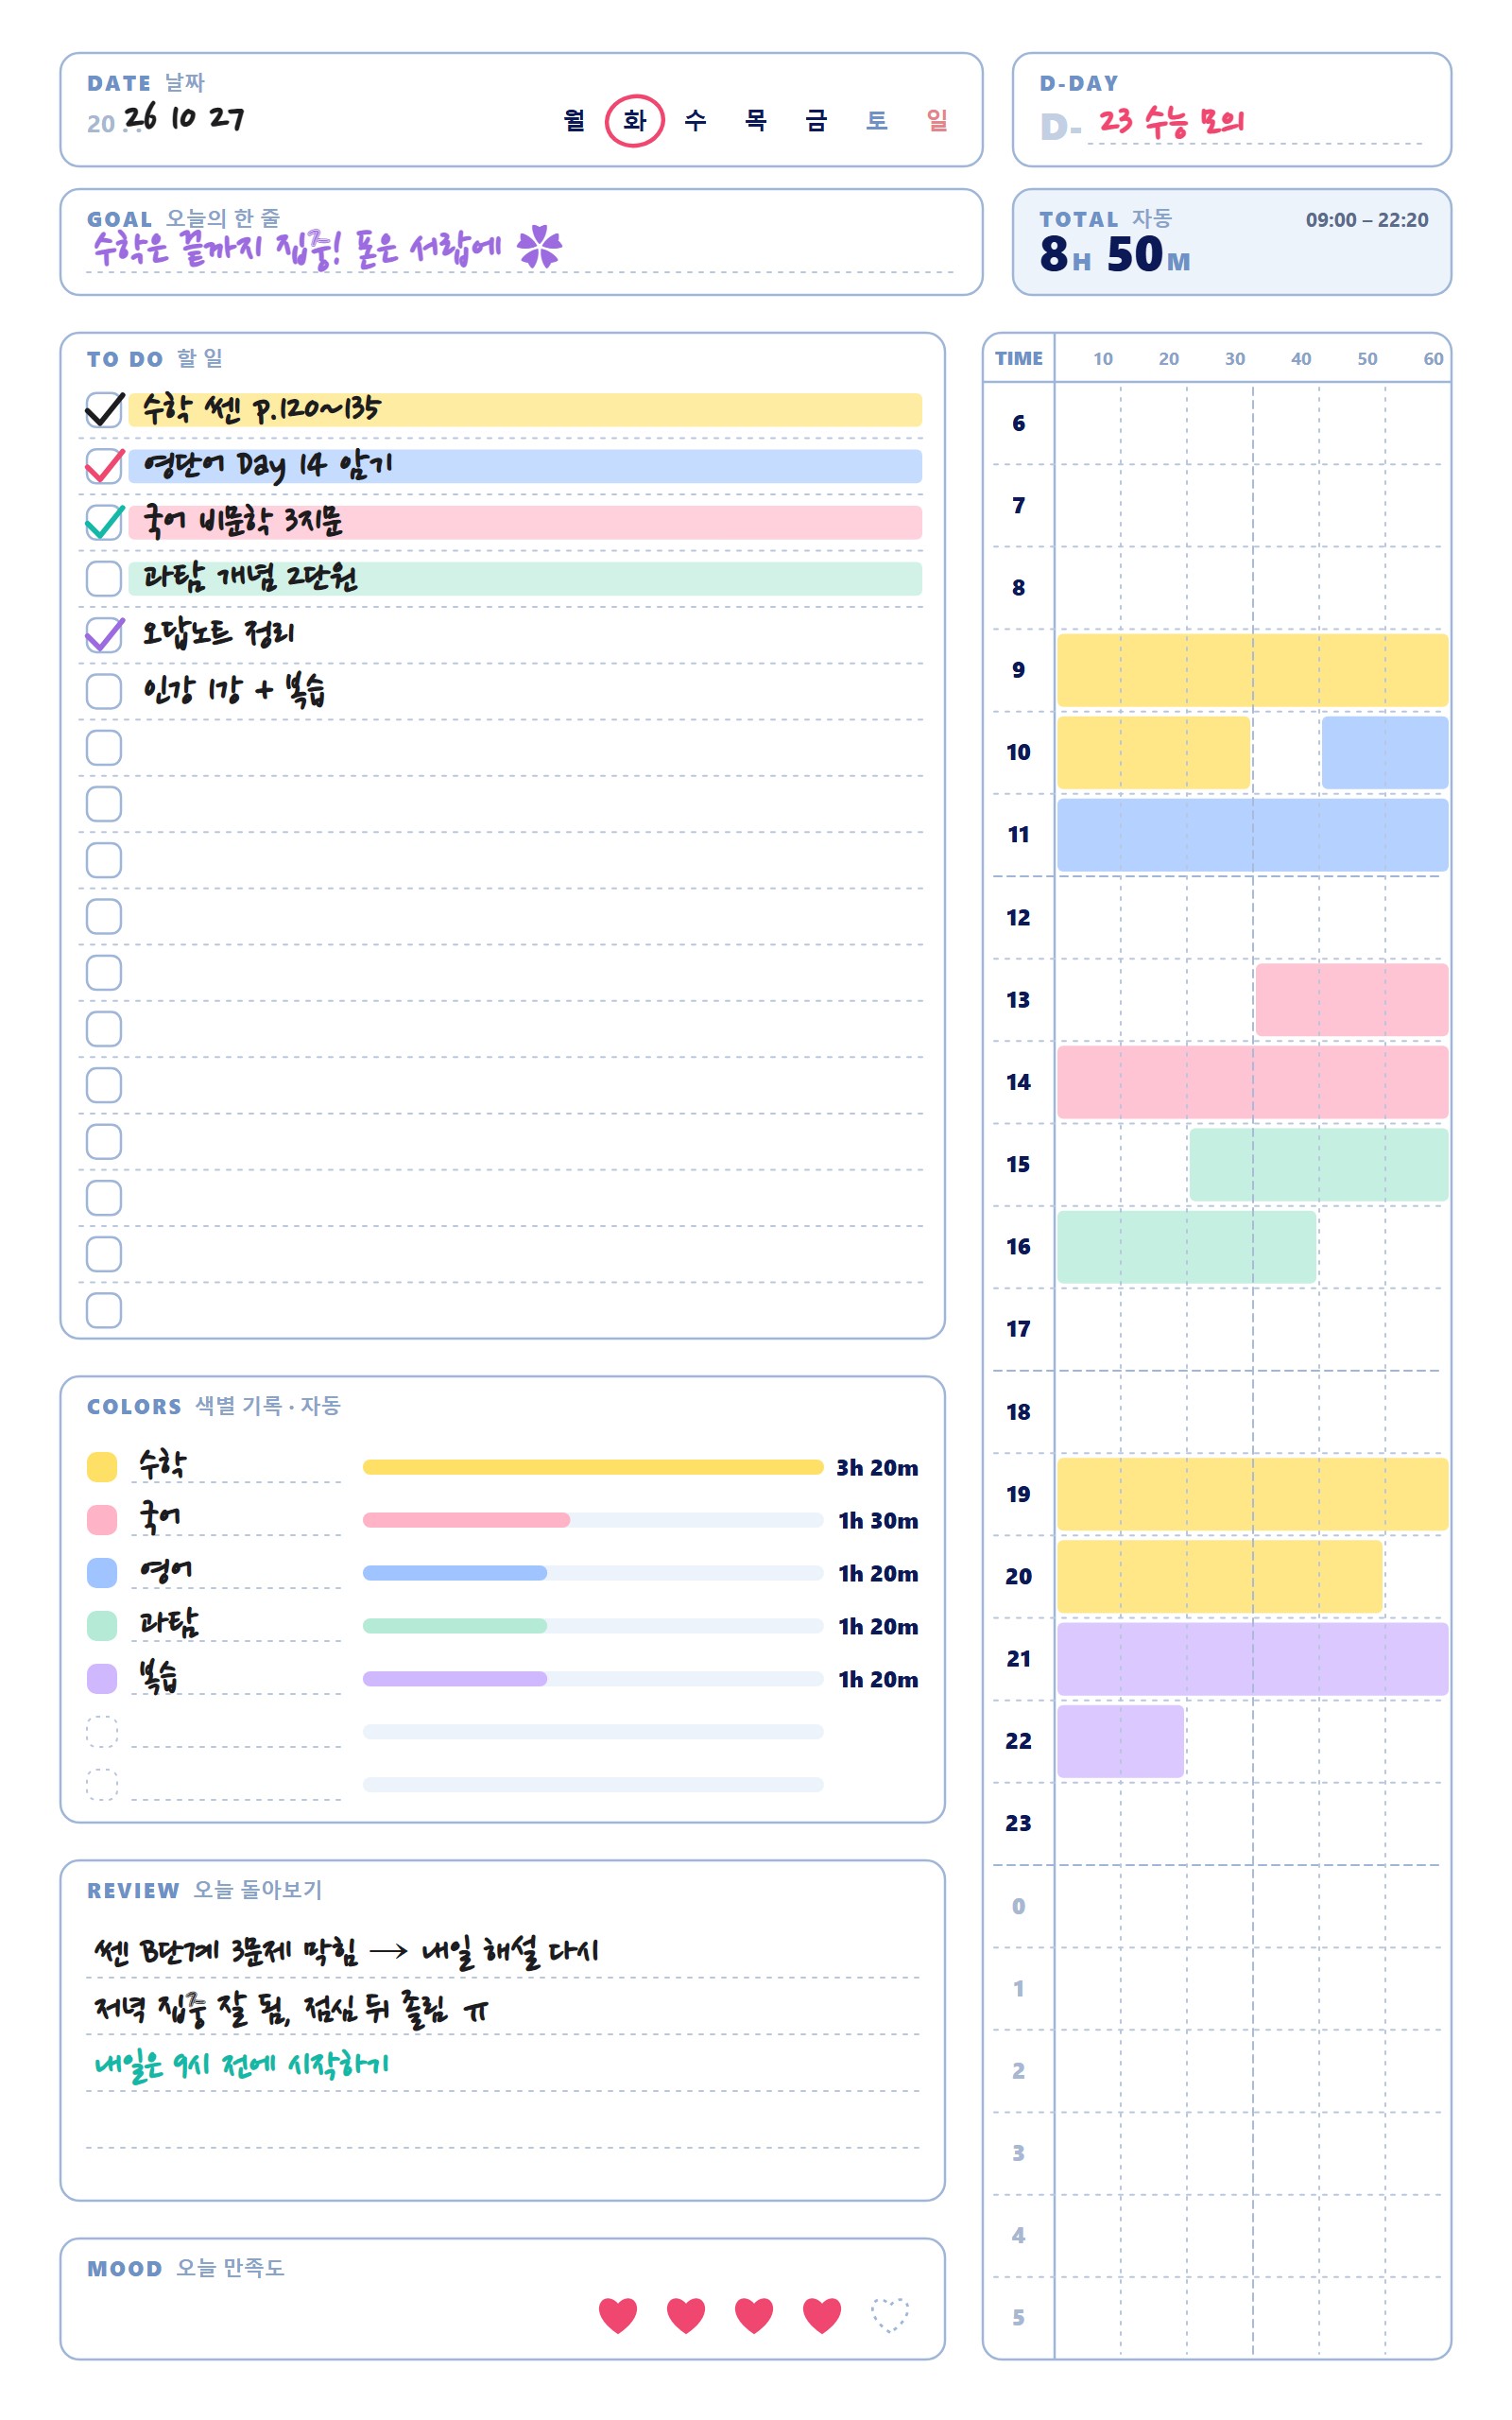 DATE 날짜
20 . . 26 10 27
월 화 수 목 금 토 일
D-DAY
D- 23 수능 모의
GOAL 오늘의 한 줄
수학은 끝까지 집중! 폰은 서랍에
TOTAL 자동 09:00 – 22:20
8H 50M
TO DO 할 일
수학 쎈 p.120~135
영단어 Day 14 암기
국어 비문학 3지문
과탐 개념 2단원
오답노트 정리
인강 1강 + 복습
COLORS 색별 기록 · 자동
수학 3h 20m
국어 1h 30m
영어 1h 20m
과탐 1h 20m
복습 1h 20m
REVIEW 오늘 돌아보기
쎈 B단계 3문제 막힘 → 내일 해설 다시
저녁 집중 잘 됨, 점심 뒤 졸림 ㅠ
내일은 9시 전에 시작하기
MOOD 오늘 만족도
TIME 10 20 30 40 50 60
6
7
8
9
10
11
12
13
14
15
16
17
18
19
20
21
22
23
0
1
2
3
4
5